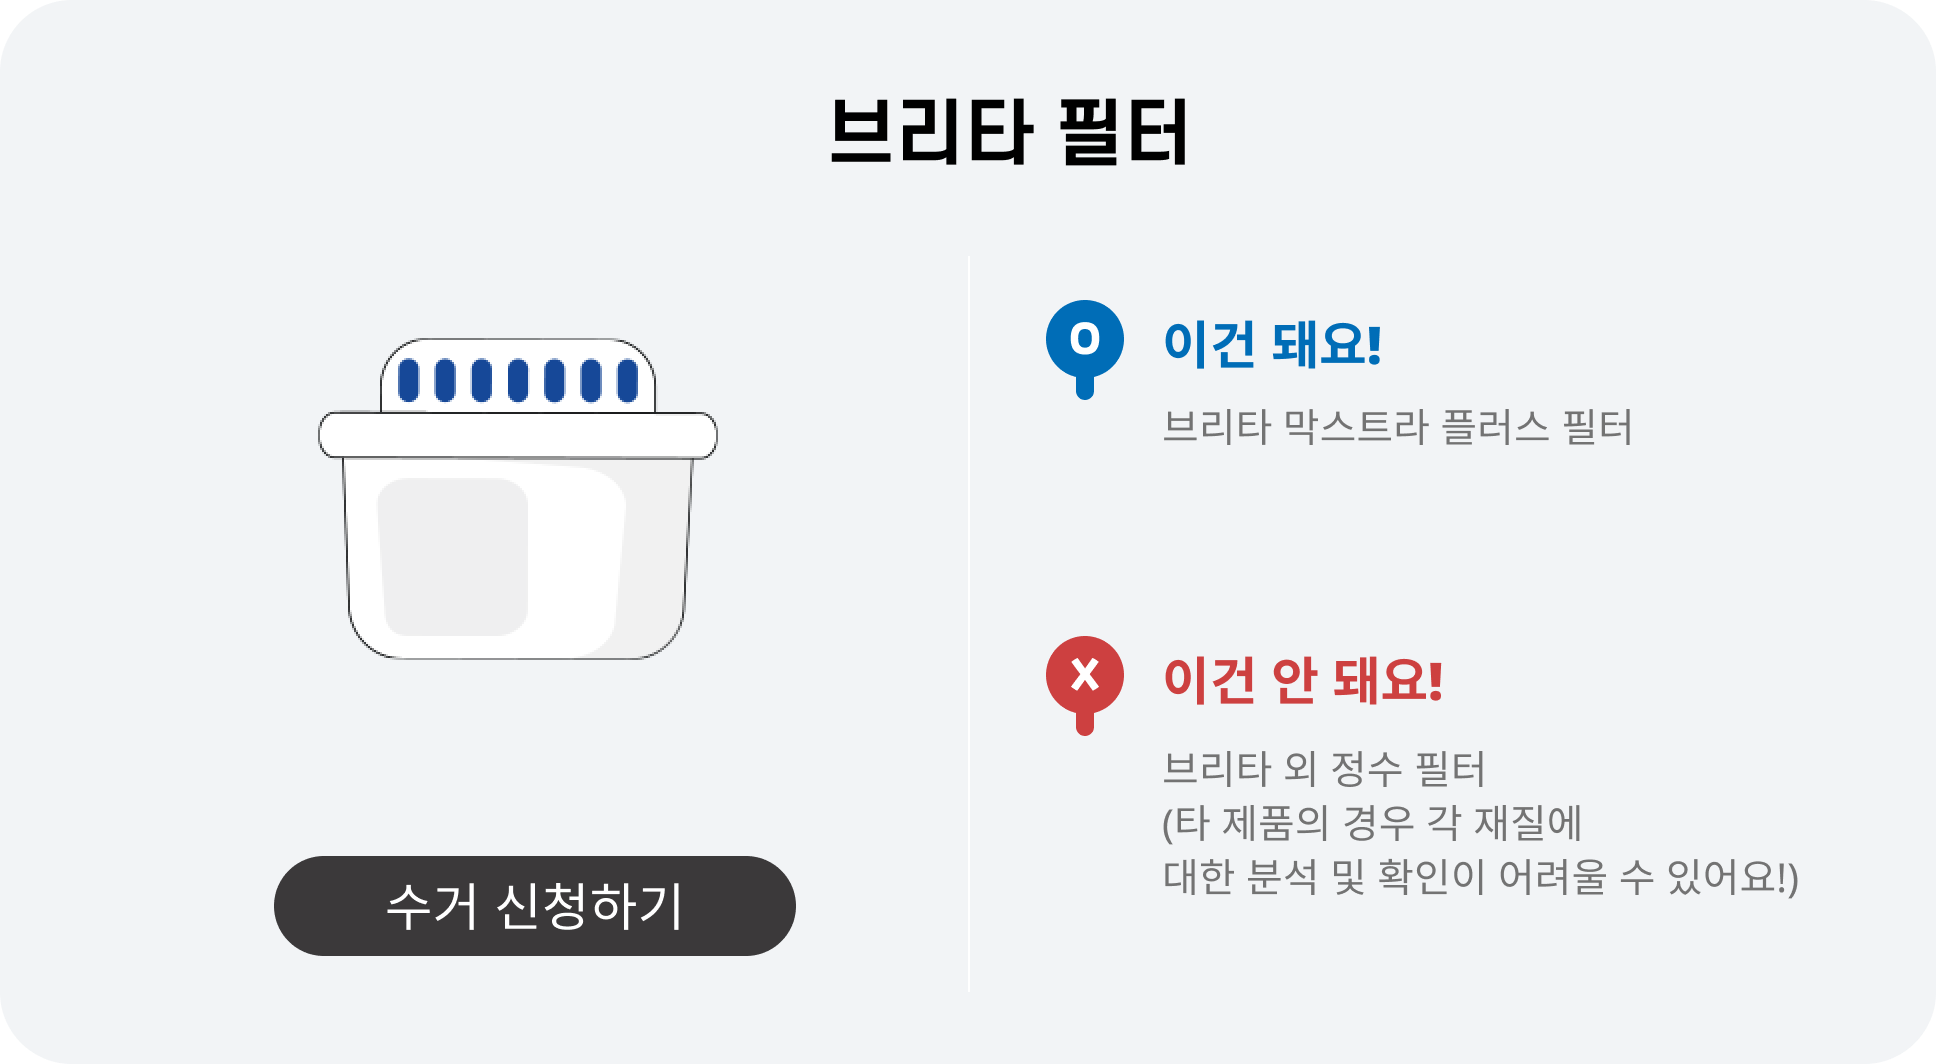 브리타 필터
O
이건 돼요!
브리타 막스트라 플러스 필터
X
이건 안 돼요!
브리타 외 정수 필터
(타 제품의 경우 각 재질에
대한 분석 및 확인이 어려울 수 있어요!)
수거 신청하기